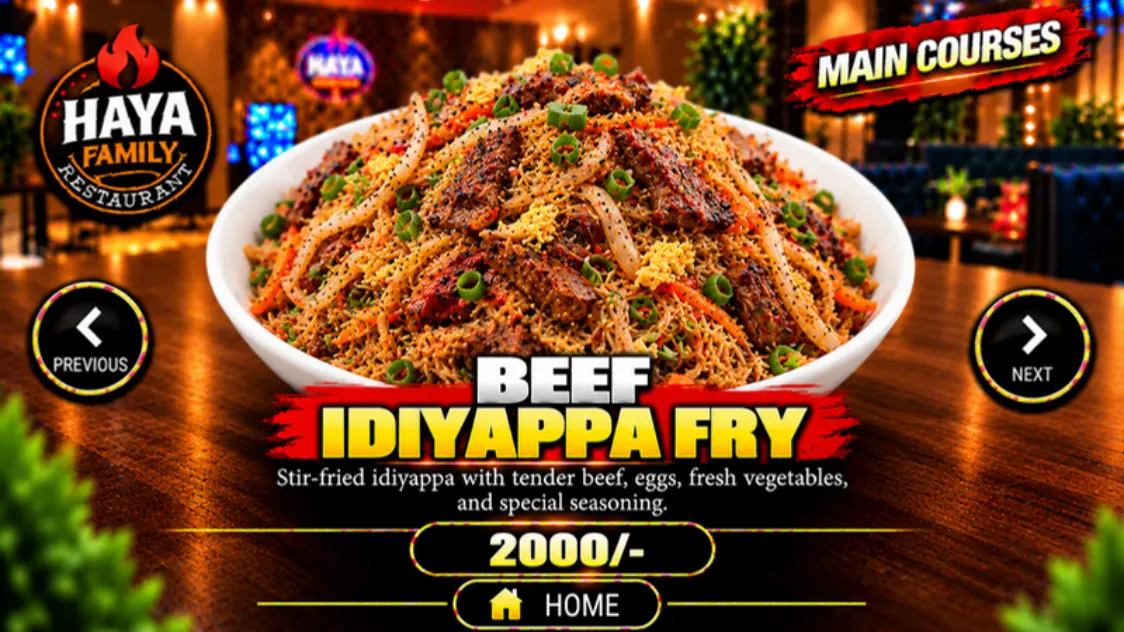 HAYA
FAMILY
RESTAURANT
HAYA
MAIN COURSES
PREVIOUS
NEXT
BEEF
IDIYAPPA FRY
Stir-fried idiyappa with tender beef, eggs, fresh vegetables,
and special seasoning.
2000/-
HOME